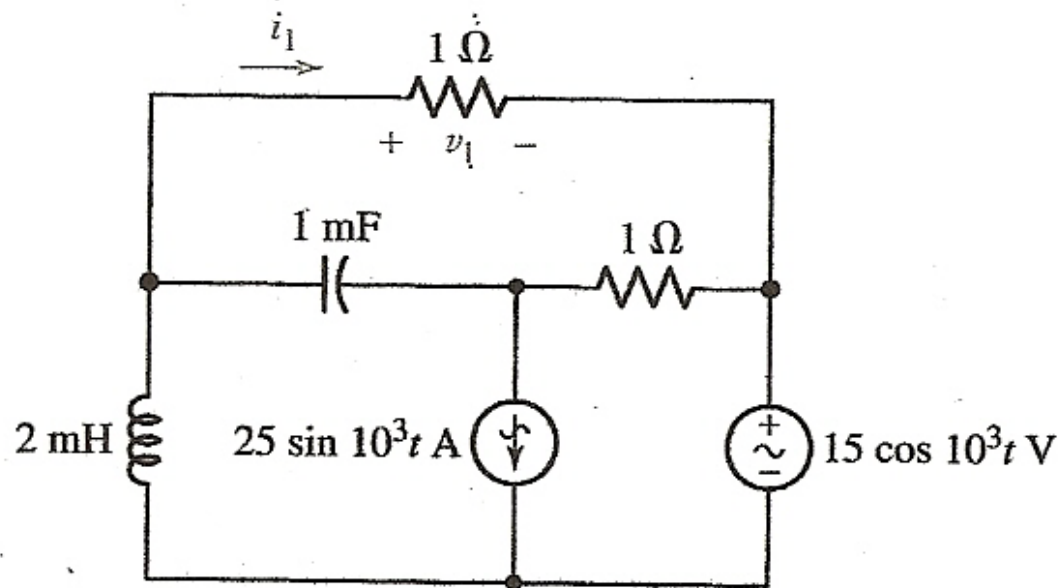 i₁
1 Ω
+ v₁ −
1 mF
1 Ω
2 mH
25 sin 10³t A
+
−
15 cos 10³t V